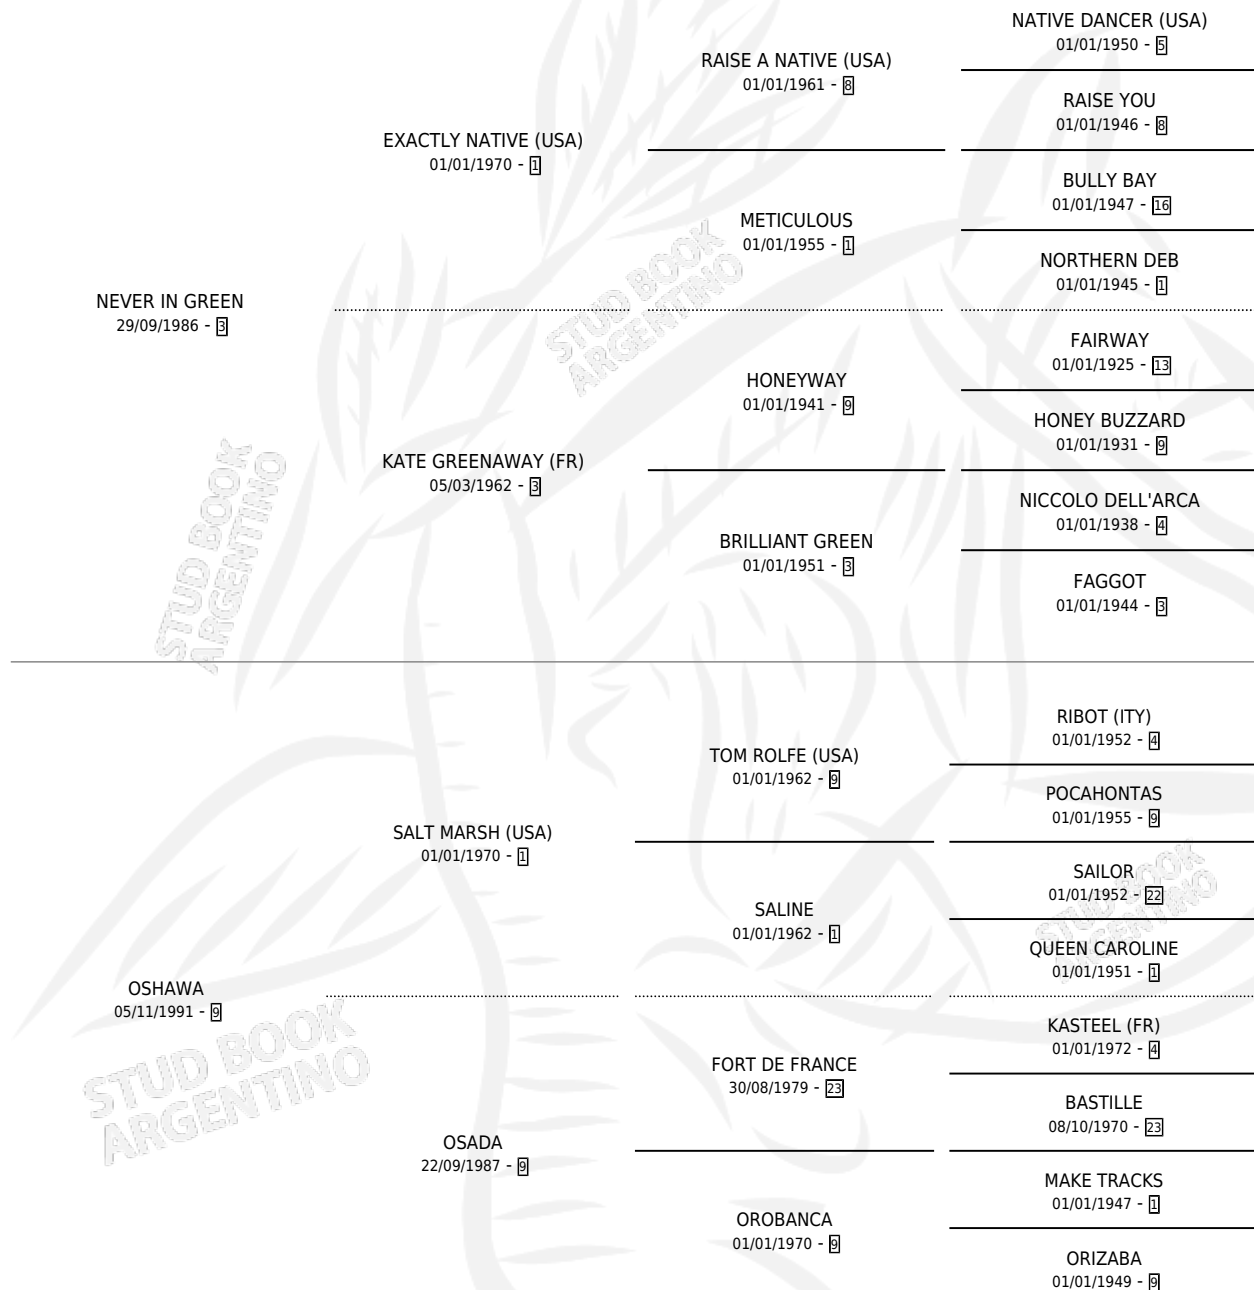 NATIVE DANCER (USA)
01/01/1950 - 5
RAISE A NATIVE (USA)
01/01/1961 - 8
RAISE YOU
01/01/1946 - 8
EXACTLY NATIVE (USA)
01/01/1970 - 1
BULLY BAY
01/01/1947 - 16
METICULOUS
01/01/1955 - 1
NORTHERN DEB
01/01/1945 - 1
NEVER IN GREEN
29/09/1986 - 3
FAIRWAY
01/01/1925 - 13
HONEYWAY
01/01/1941 - 9
HONEY BUZZARD
01/01/1931 - 9
KATE GREENAWAY (FR)
05/03/1962 - 3
NICCOLO DELL'ARCA
01/01/1938 - 4
BRILLIANT GREEN
01/01/1951 - 3
FAGGOT
01/01/1944 - 3
RIBOT (ITY)
01/01/1952 - 4
TOM ROLFE (USA)
01/01/1962 - 9
POCAHONTAS
01/01/1955 - 9
SALT MARSH (USA)
01/01/1970 - 1
SAILOR
01/01/1952 - 22
SALINE
01/01/1962 - 1
QUEEN CAROLINE
01/01/1951 - 1
OSHAWA
05/11/1991 - 9
KASTEEL (FR)
01/01/1972 - 4
FORT DE FRANCE
30/08/1979 - 23
BASTILLE
08/10/1970 - 23
OSADA
22/09/1987 - 9
MAKE TRACKS
01/01/1947 - 1
OROBANCA
01/01/1970 - 9
ORIZABA
01/01/1949 - 9
STUD BOOK
ARGENTINO
STUD BOOK
ARGENTINO
STUD BOOK
ARGENTINO
STUD BOOK
ARGENTINO